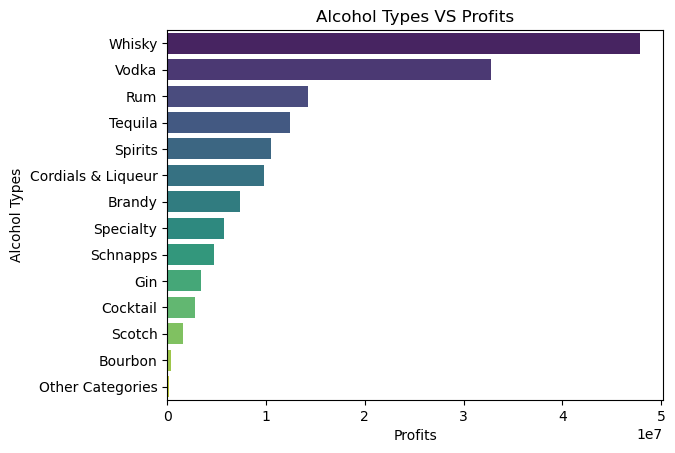 Alcohol Types VS Profits
Whisky
Vodka
Rum
Tequila
Spirits
Cordials & Liqueur
Brandy
Specialty
Schnapps
Gin
Cocktail
Scotch
Bourbon
Other Categories
Alcohol Types
0 1 2 3 4 5
1e7
Profits